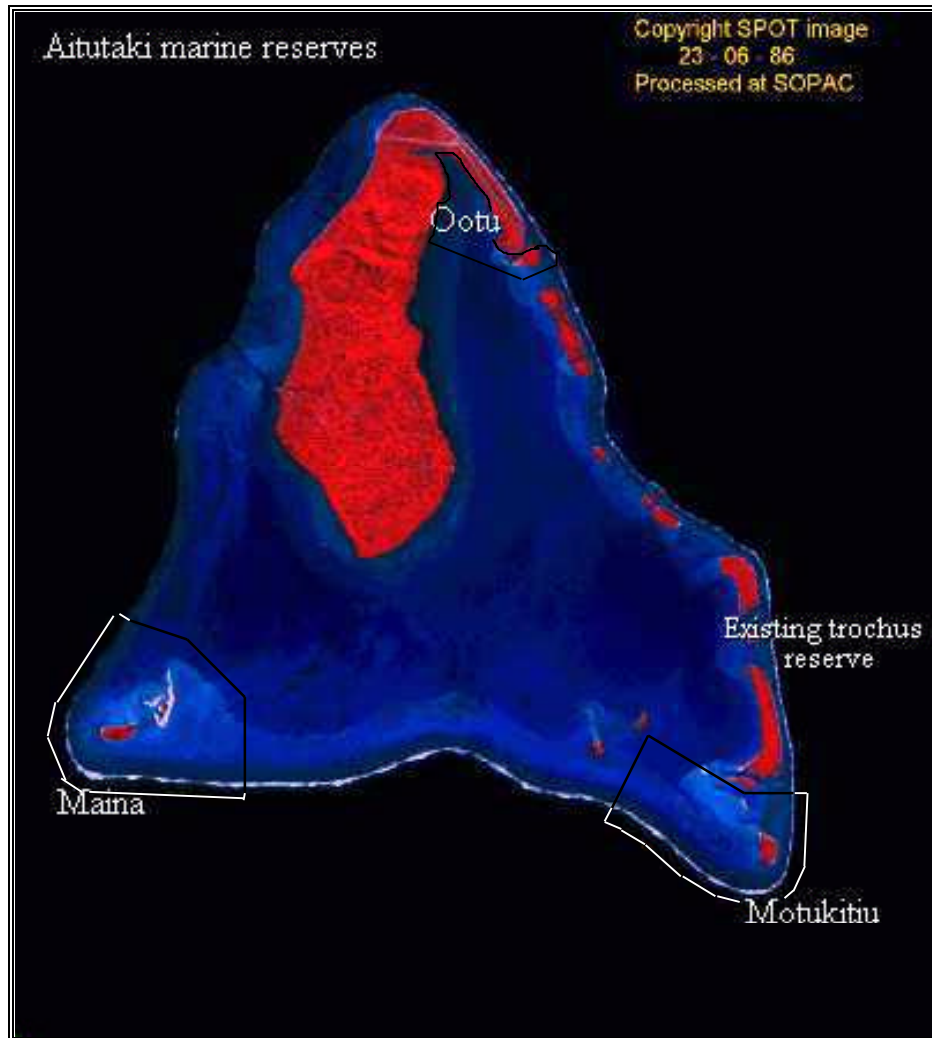 Aitutaki marine reserves
Copyright SPOT image
23 - 06 - 86
Processed at SOPAC
Ootu
Existing trochus
reserve
Maina
Motukitiu